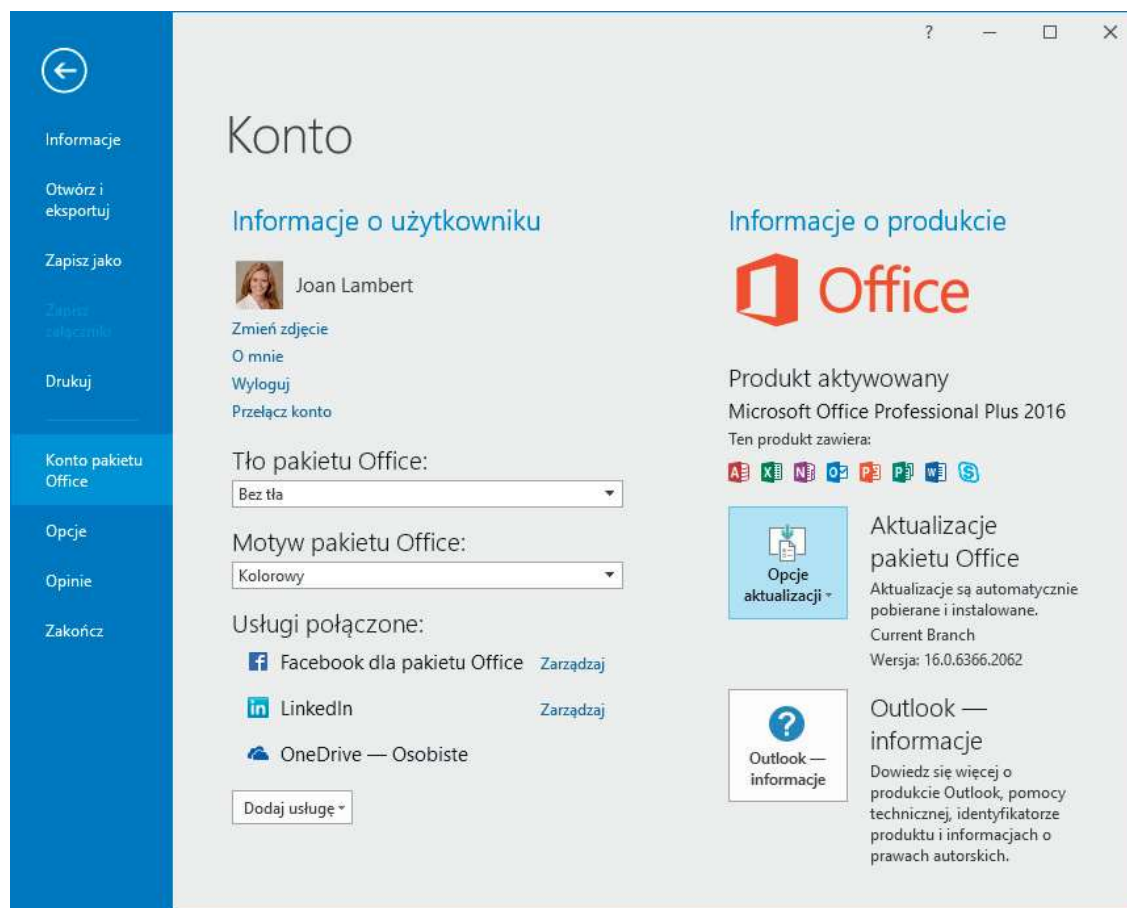 ?
Informacje
Otwórz i
eksportuj
Zapisz jako
Zapisz
załączniki
Drukuj
Konto pakietu
Office
Opcje
Opinie
Zakończ
Konto
Informacje o użytkowniku
Joan Lambert
Zmień zdjęcie
O mnie
Wyloguj
Przełącz konto
Tło pakietu Office:
Bez tła
Motyw pakietu Office:
Kolorowy
Usługi połączone:
Facebook dla pakietu Office Zarządzaj
LinkedIn Zarządzaj
OneDrive — Osobiste
Dodaj usługę
Informacje o produkcie
Office
Produkt aktywowany
Microsoft Office Professional Plus 2016
Ten produkt zawiera:
Opcje
aktualizacji
Aktualizacje
pakietu Office
Aktualizacje są automatycznie
pobierane i instalowane.
Current Branch
Wersja: 16.0.6366.2062
Outlook —
informacje
Outlook —
informacje
Dowiedz się więcej o
produkcie Outlook, pomocy
technicznej, identyfikatorze
produktu i informacjach o
prawach autorskich.